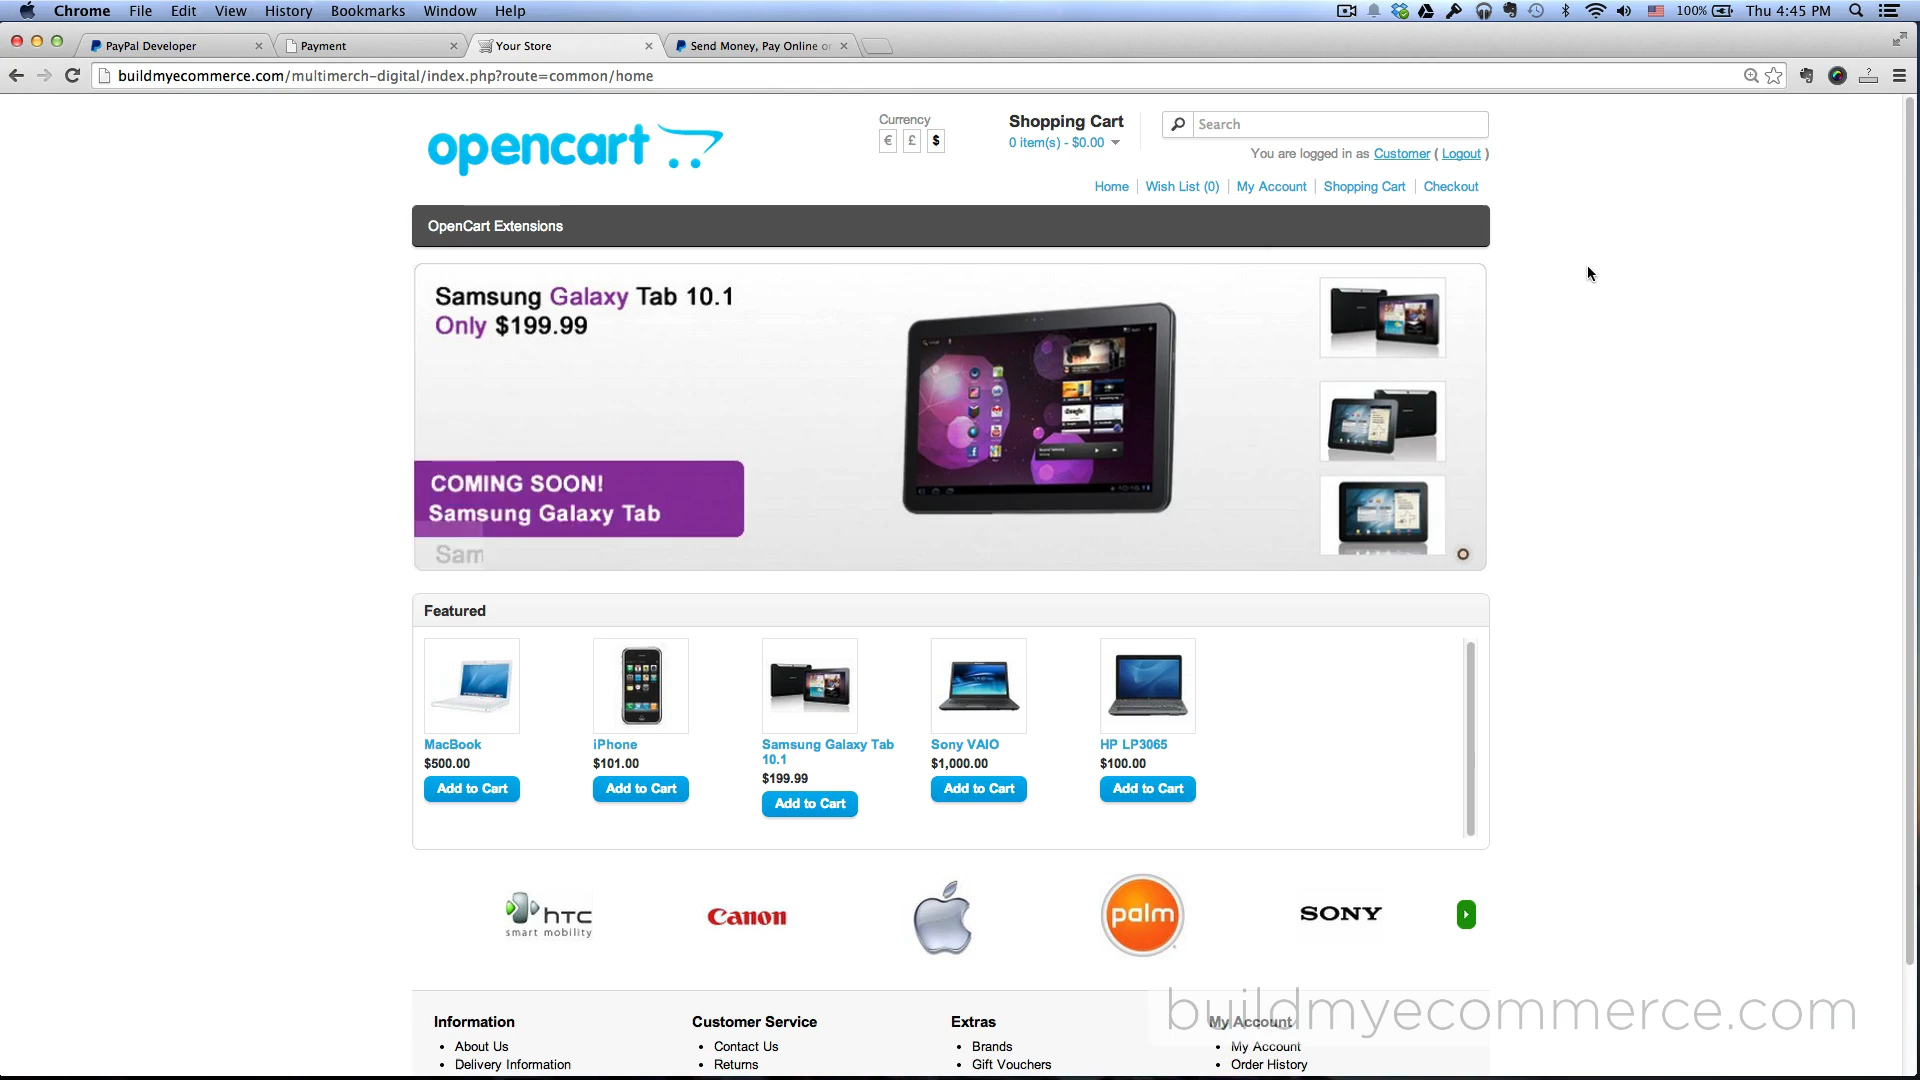 Chrome File Edit View History Bookmarks Window Help
100% Thu 4:45 PM
PayPal Developer
Payment
Your Store
Send Money, Pay Online or
buildmyecommerce.com/multimerch-digital/index.php?route=common/home
opencart
Currency
€ £ $
Shopping Cart
0 item(s) - $0.00
Search
You are logged in as Customer ( Logout )
Home Wish List (0) My Account Shopping Cart Checkout
OpenCart Extensions
Samsung Galaxy Tab 10.1
Only $199.99
COMING SOON!
Samsung Galaxy Tab
Sam
Featured
MacBook
$500.00
Add to Cart
iPhone
$101.00
Add to Cart
Samsung Galaxy Tab
10.1
$199.99
Add to Cart
Sony VAIO
$1,000.00
Add to Cart
HP LP3065
$100.00
Add to Cart
hTC
smart mobility
Canon
palm
SONY
Information
About Us
Delivery Information
Customer Service
Contact Us
Returns
Extras
Brands
Gift Vouchers
My Account
My Account
Order History
buildmyecommerce.com